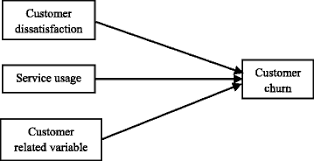 Customer
dissatisfaction
Service usage
Customer
churn
Customer
related variable